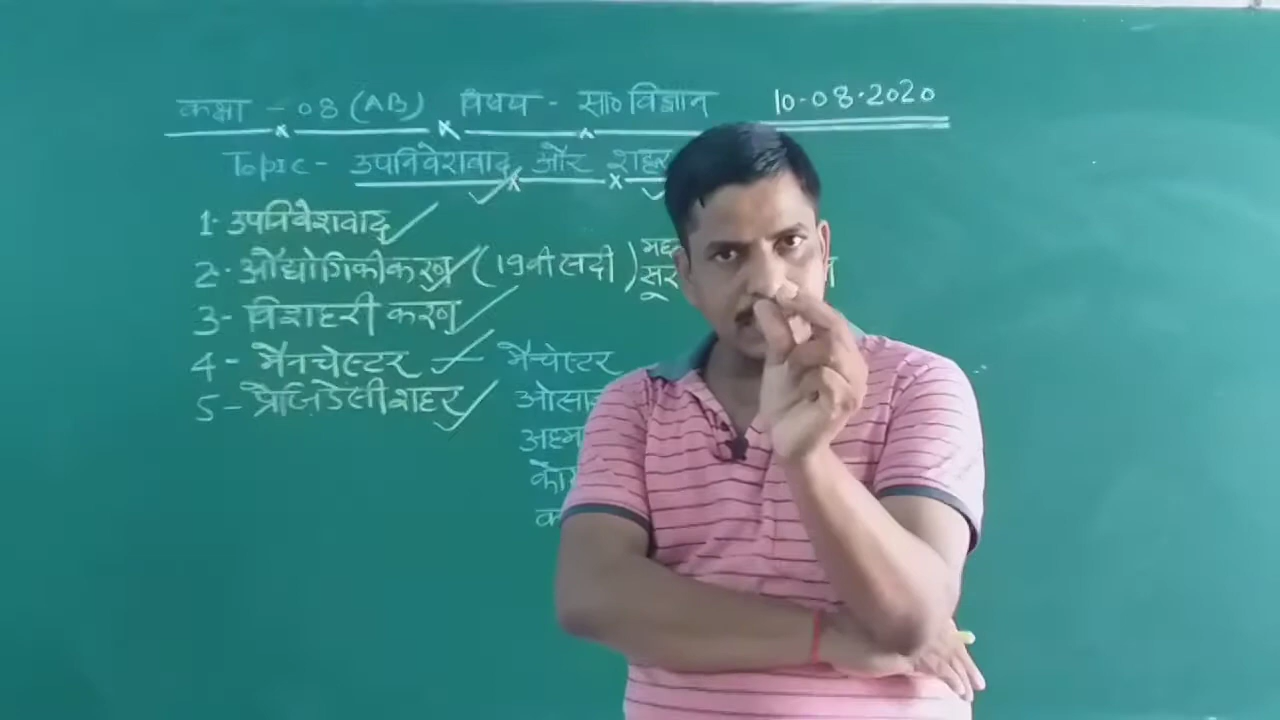 कक्षा - 08 (AB) विषय - सा० विज्ञान 10-08-2020
Topic - उपनिवेशवाद और शहर
1- उपनिवेशवाद
2- औद्योगिकीकरण (19वी सदी)
3- विशहरी करण
4 - मैनचेस्टर - मैचेस्टर
5 - प्रेजिडेंसी शहर